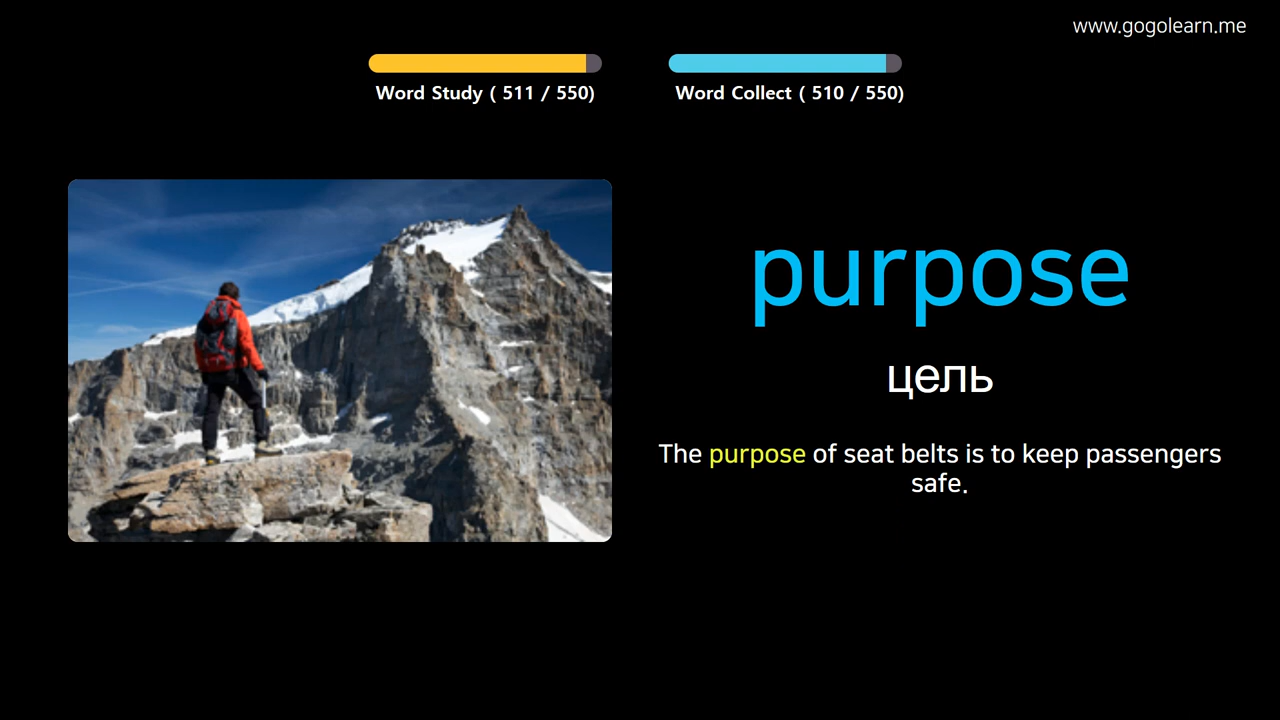 www.gogolearn.me
Word Study ( 511 / 550)
Word Collect ( 510 / 550)
purpose
цель
The purpose of seat belts is to keep passengers
safe.